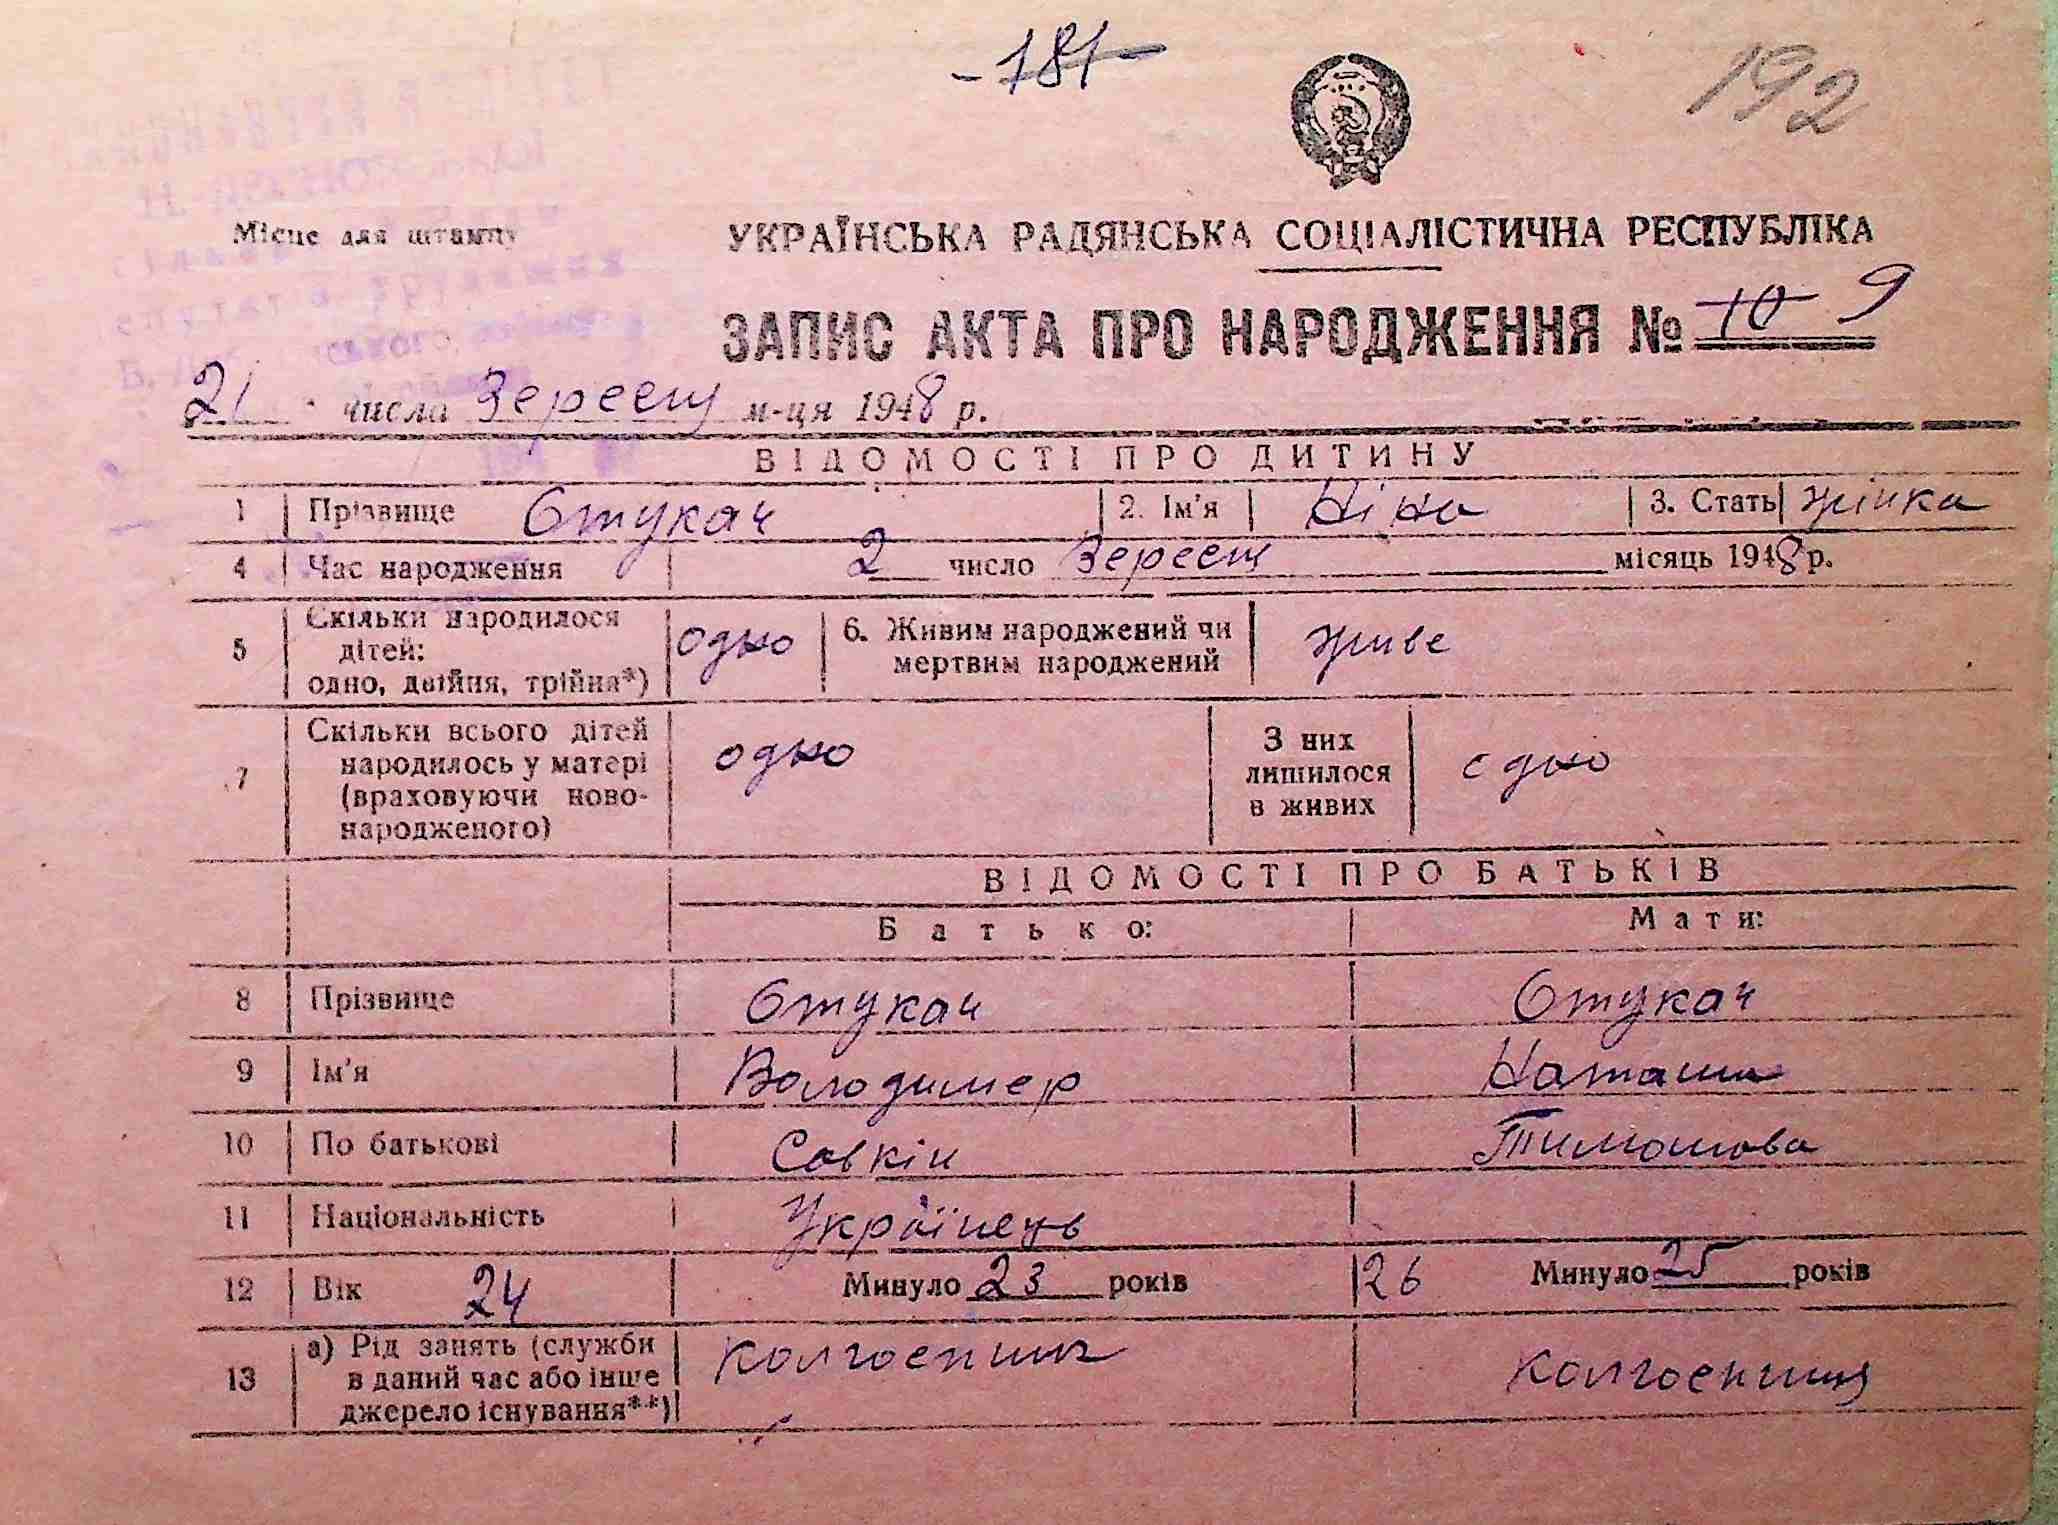 -181-
192
Місце для штампу
УКРАЇНСЬКА РАДЯНСЬКА СОЦІАЛІСТИЧНА РЕСПУБЛІКА
ЗАПИС АКТА ПРО НАРОДЖЕННЯ № 10 9
21 числа Вересня м-ця 1948 р.
ВІДОМОСТІ ПРО ДИТИНУ
1 Прізвище Стукач 2. Ім'я Ніна 3. Стать жінка
4 Час народження 2 число Вересня місяць 1948 р.
5 Скільки народилося дітей: одно, двійня, трійня*) одно 6. Живим народжений чи мертвим народжений живе
7 Скільки всього дітей народилось у матері (враховуючи новонародженого) одно З них лишилося в живих одно
ВІДОМОСТІ ПРО БАТЬКІВ
Батько: Мати:
8 Прізвище Стукач Стукач
9 Ім'я Володимер Наташа
10 По батькові Савкін Тимошова
11 Національність Українець
12 Вік 24 Минуло 23 років 26 Минуло 25 років
13 а) Рід занять (служби в даний час або інше джерело існування**) Колгоспник Колгоспниця